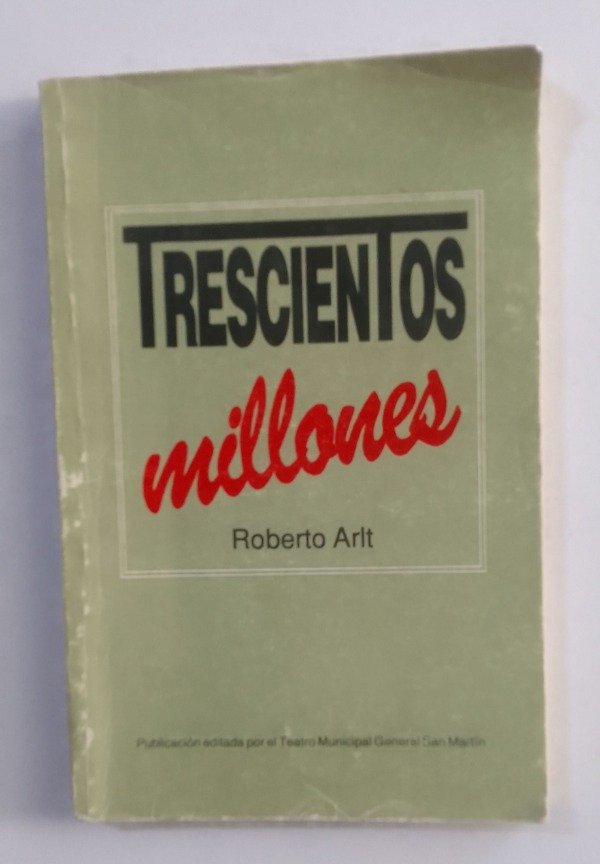 TRESCIENTOS
millones
Roberto Arlt
Publicación editada por el Teatro Municipal General San Martín